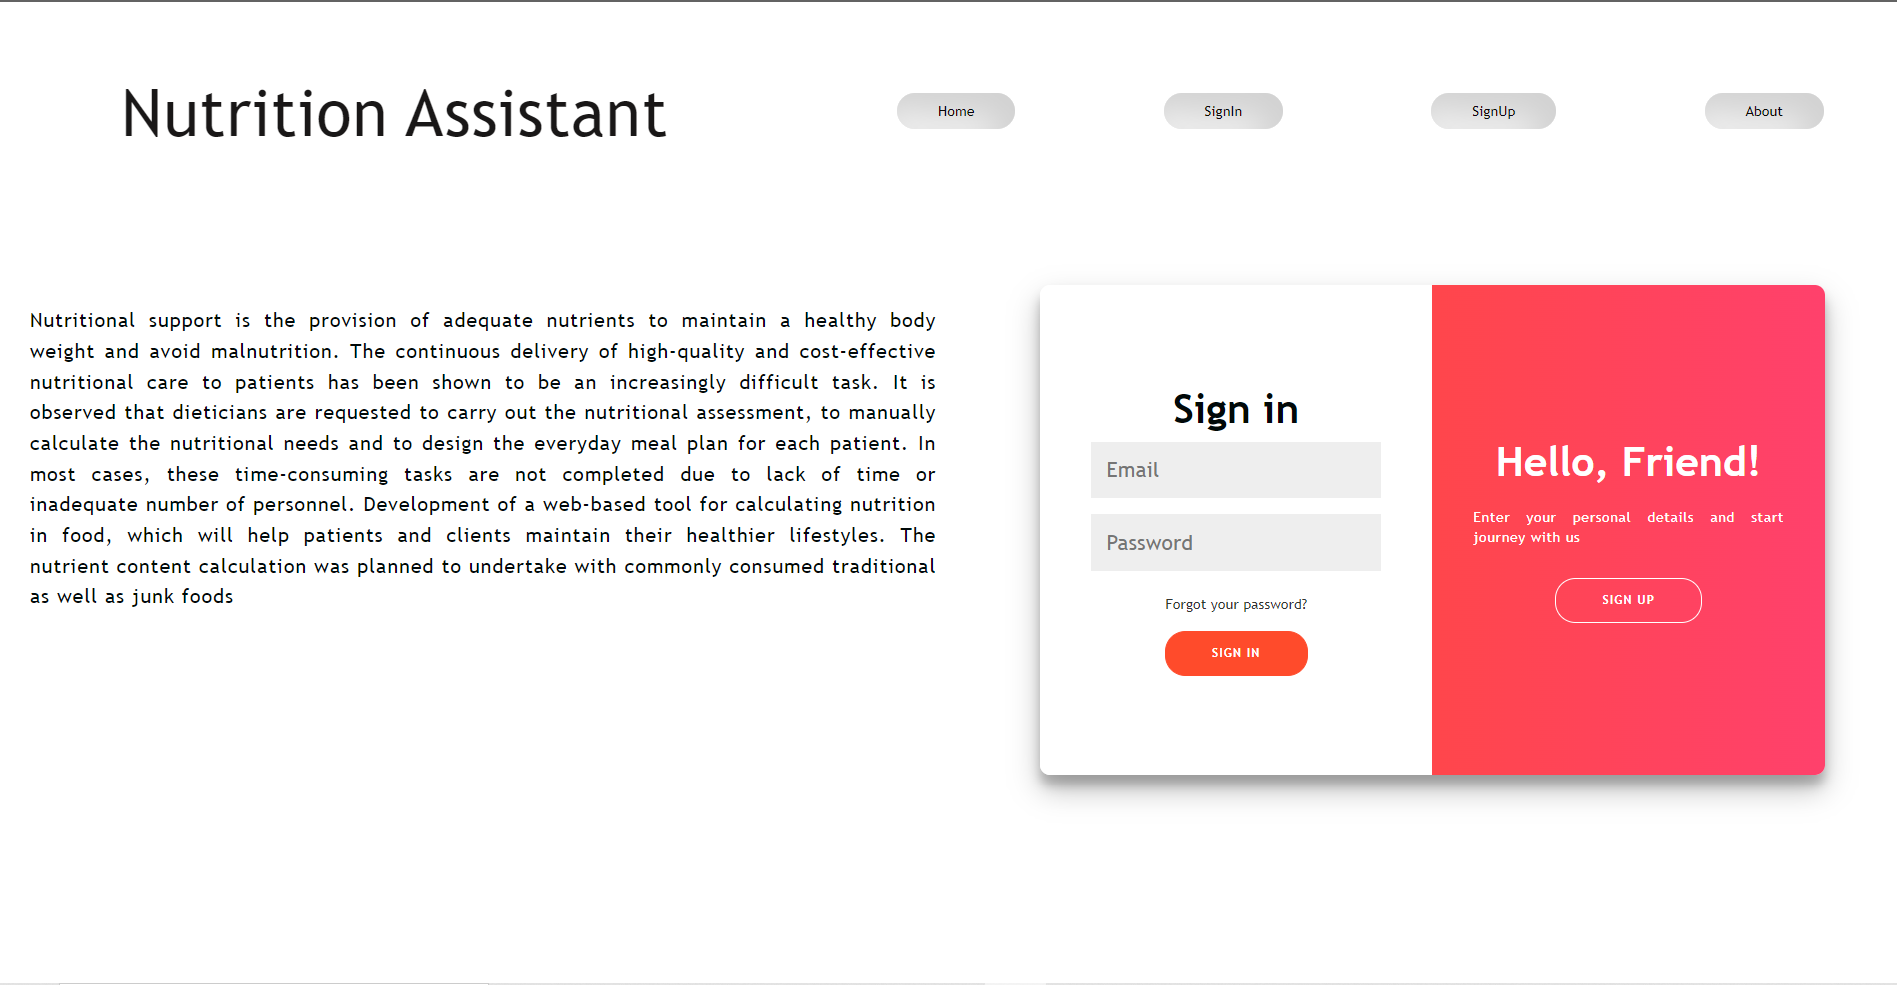 Nutrition Assistant
Home
SignIn
SignUp
About
Nutritional support is the provision of adequate nutrients to maintain a healthy body
weight and avoid malnutrition. The continuous delivery of high-quality and cost-effective
nutritional care to patients has been shown to be an increasingly difficult task. It is
observed that dieticians are requested to carry out the nutritional assessment, to manually
calculate the nutritional needs and to design the everyday meal plan for each patient. In
most cases, these time-consuming tasks are not completed due to lack of time or
inadequate number of personnel. Development of a web-based tool for calculating nutrition
in food, which will help patients and clients maintain their healthier lifestyles. The
nutrient content calculation was planned to undertake with commonly consumed traditional
as well as junk foods
Sign in
Email
Password
Forgot your password?
SIGN IN
Hello, Friend!
Enter your personal details and start
journey with us
SIGN UP